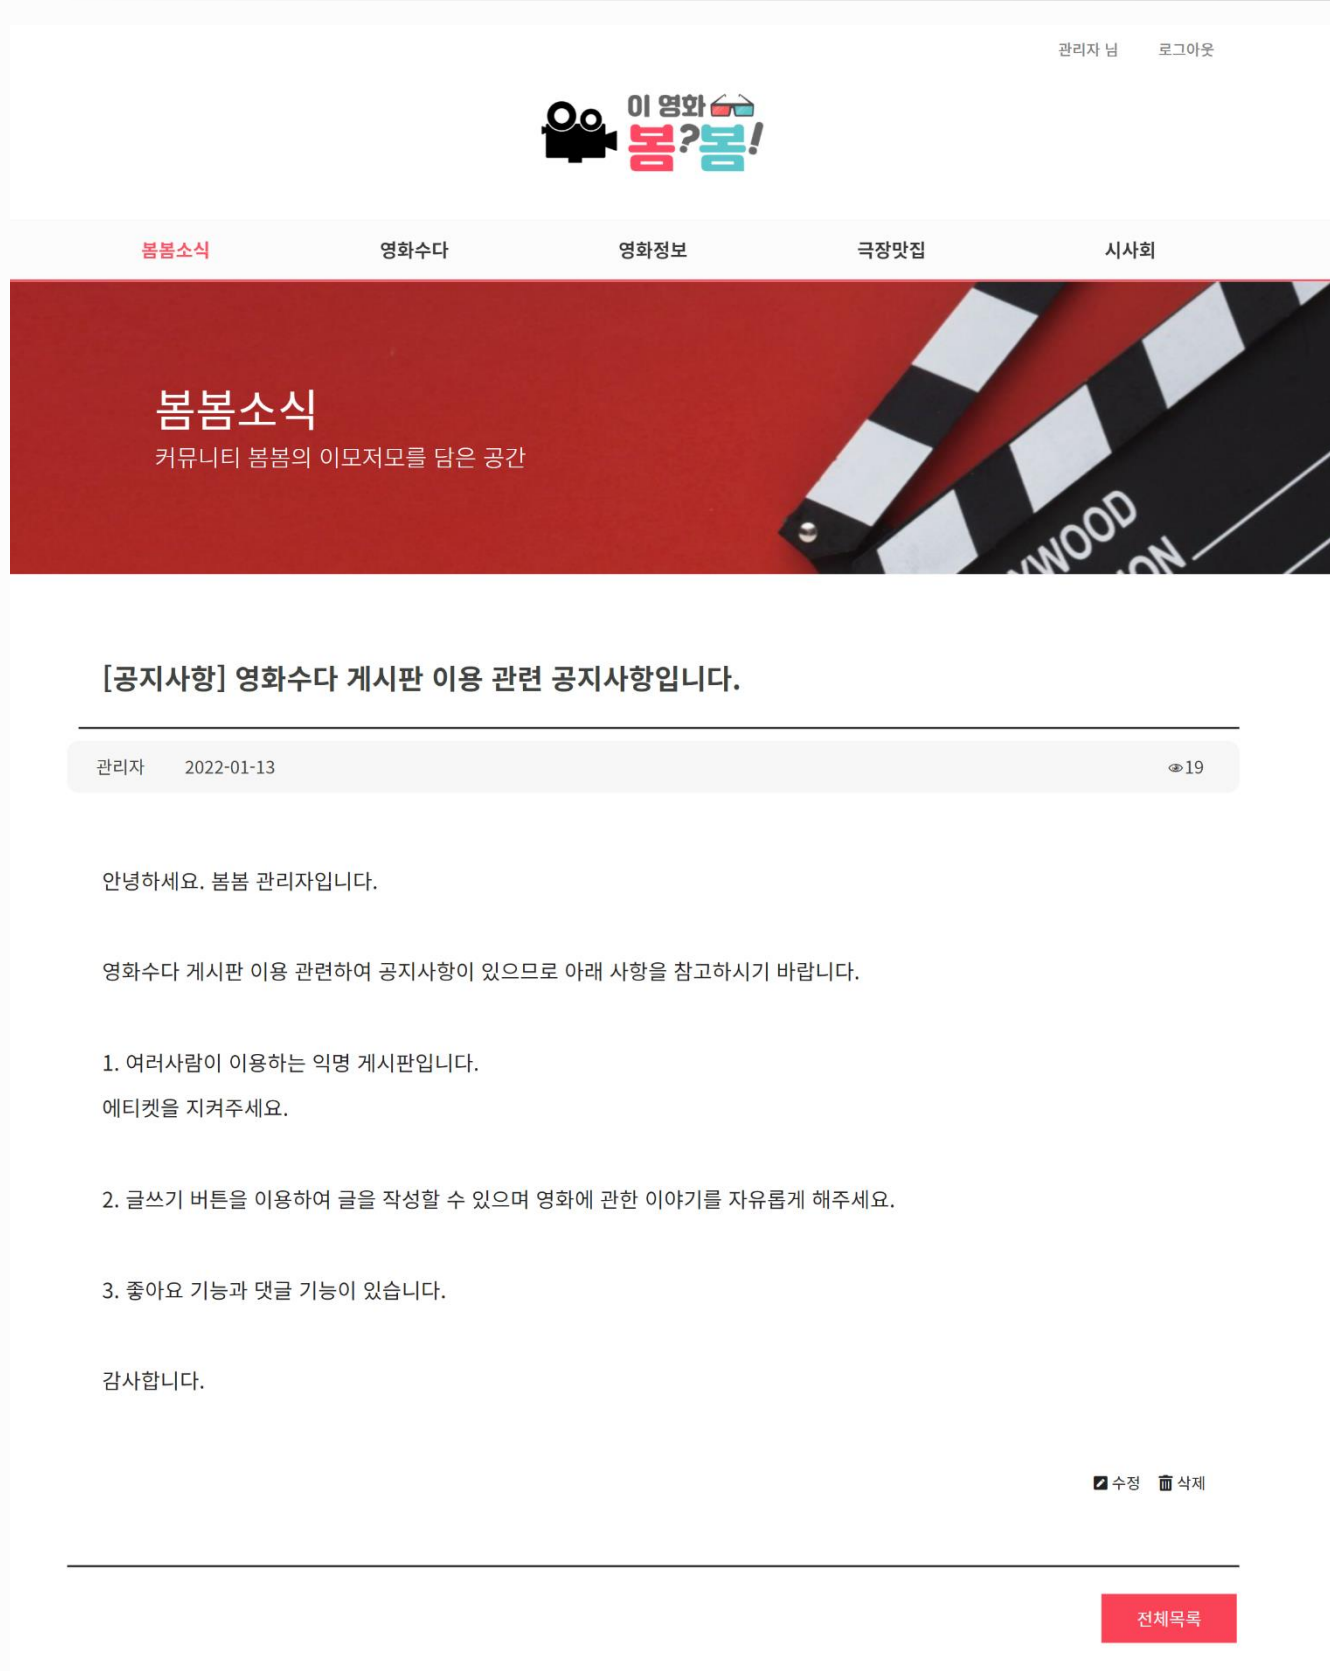 관리자 님 로그아웃
이 영화
봄?봄!
봄봄소식 영화수다 영화정보 극장맛집 시사회
봄봄소식
커뮤니티 봄봄의 이모저모를 담은 공간
YWOOD
ION
[공지사항] 영화수다 게시판 이용 관련 공지사항입니다.
관리자 2022-01-13 19
안녕하세요. 봄봄 관리자입니다.
영화수다 게시판 이용 관련하여 공지사항이 있으므로 아래 사항을 참고하시기 바랍니다.
1. 여러사람이 이용하는 익명 게시판입니다.
에티켓을 지켜주세요.
2. 글쓰기 버튼을 이용하여 글을 작성할 수 있으며 영화에 관한 이야기를 자유롭게 해주세요.
3. 좋아요 기능과 댓글 기능이 있습니다.
감사합니다.
수정 삭제
전체목록